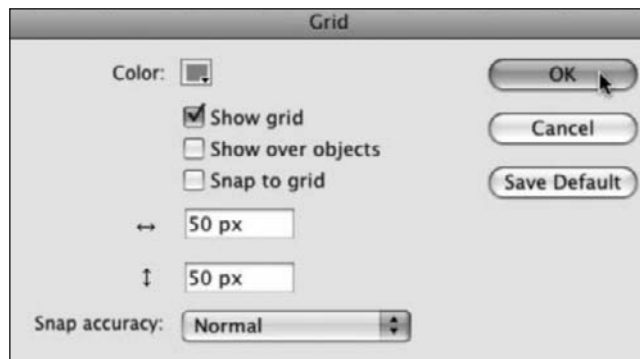 Grid
Color:
OK
Show grid
Cancel
Show over objects
Snap to grid
Save Default
↔ 50 px
↕ 50 px
Snap accuracy: Normal